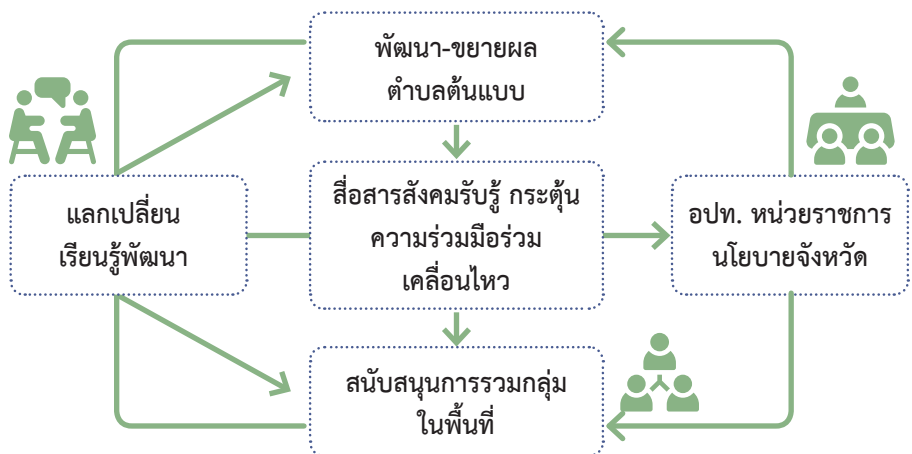 พัฒนา-ขยายผล
ตำบลต้นแบบ
แลกเปลี่ยน
เรียนรู้พัฒนา
สื่อสารสังคมรับรู้ กระตุ้น
ความร่วมมือร่วม
เคลื่อนไหว
อปท. หน่วยราชการ
นโยบายจังหวัด
สนับสนุนการรวมกลุ่ม
ในพื้นที่